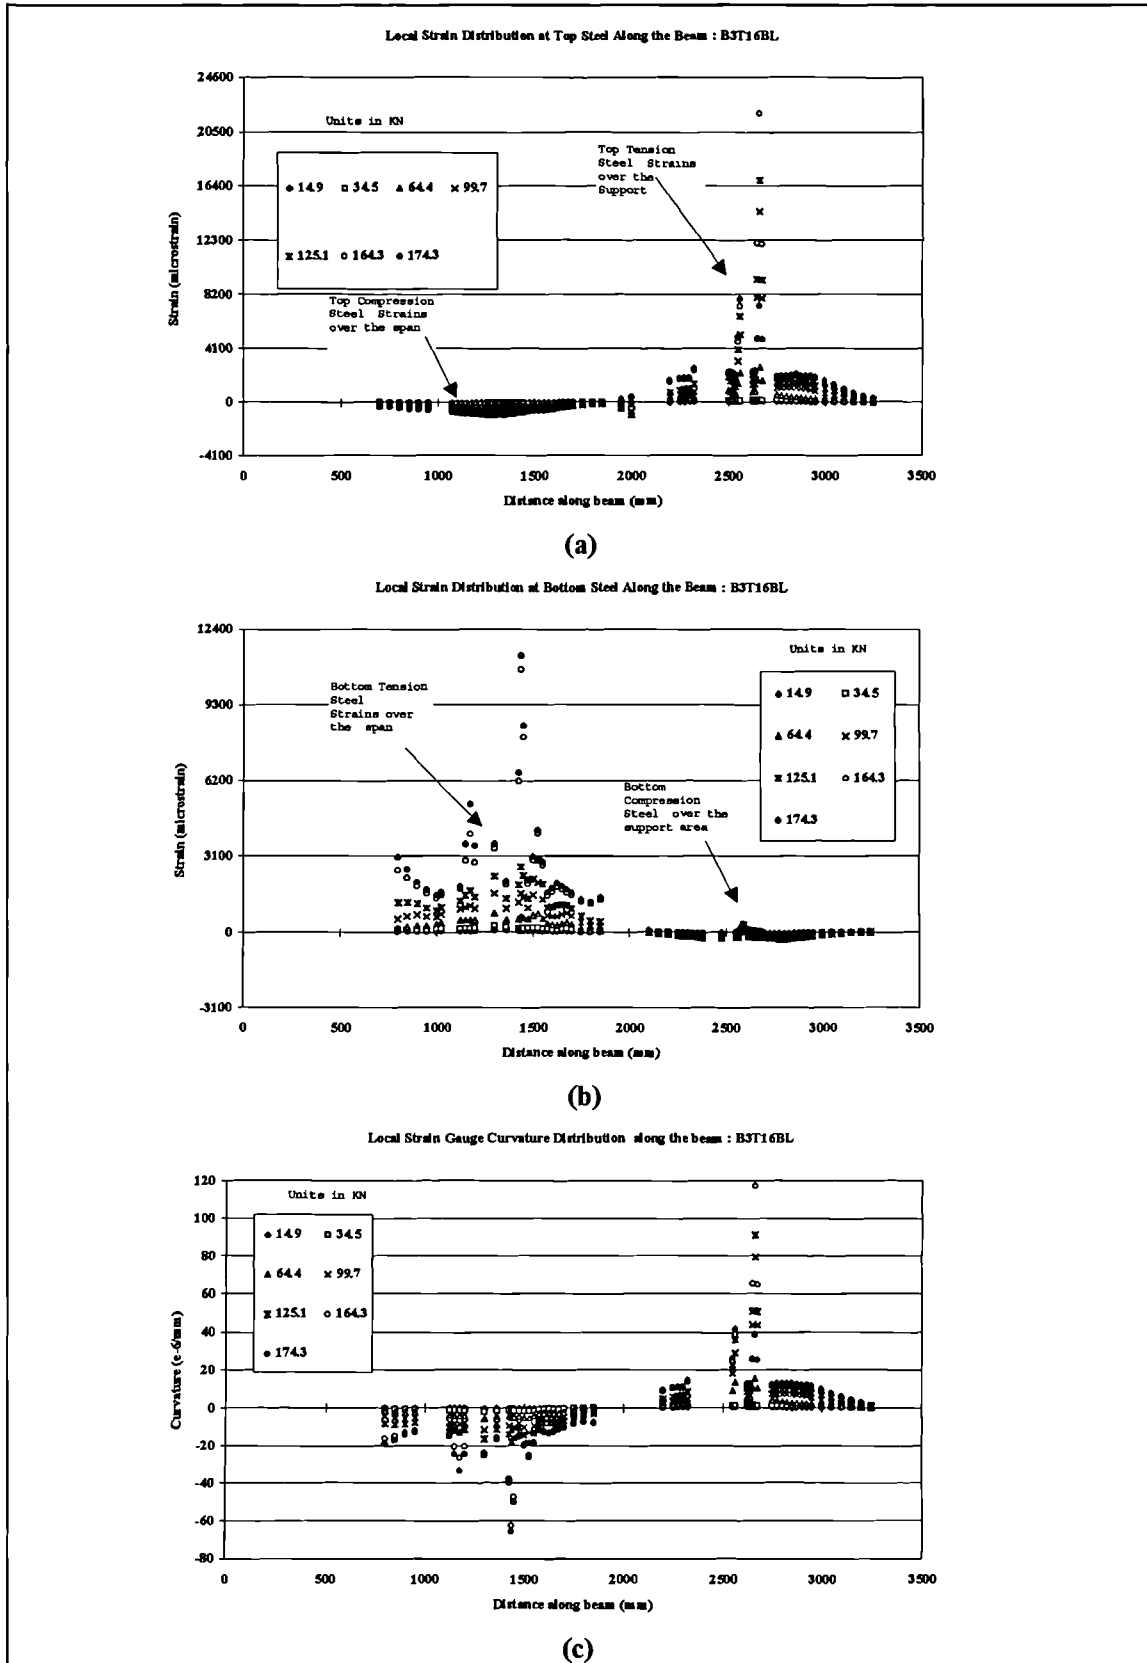 Local Strain Distribution at Top Steel Along the Beam : B3T16BL
24600
20500
16400
12300
8200
4100
0
-4100
Strain (microstrain)
Units in KN
14.9 34.5 64.4 99.7
125.1 164.3 174.3
Top Tension
Steel Strains
over the
Support
Top Compression
Steel Strains
over the span
0 500 1000 1500 2000 2500 3000 3500
Distance along beam (mm)
(a)
Local Strain Distribution at Bottom Steel Along the Beam : B3T16BL
12400
9300
6200
3100
0
-3100
Strain (microstrain)
Bottom Tension
Steel
Strains over
the span
Units in KN
14.9 34.5
64.4 99.7
125.1 164.3
174.3
Bottom
Compression
Steel over the
support area
0 500 1000 1500 2000 2500 3000 3500
Distance along beam (mm)
(b)
Local Strain Gauge Curvature Distribution along the beam : B3T16BL
120
100
80
60
40
20
0
-20
-40
-60
-80
Curvature (e-6/mm)
Units in KN
14.9 34.5
64.4 99.7
125.1 164.3
174.3
0 500 1000 1500 2000 2500 3000 3500
Distance along beam (mm)
(c)